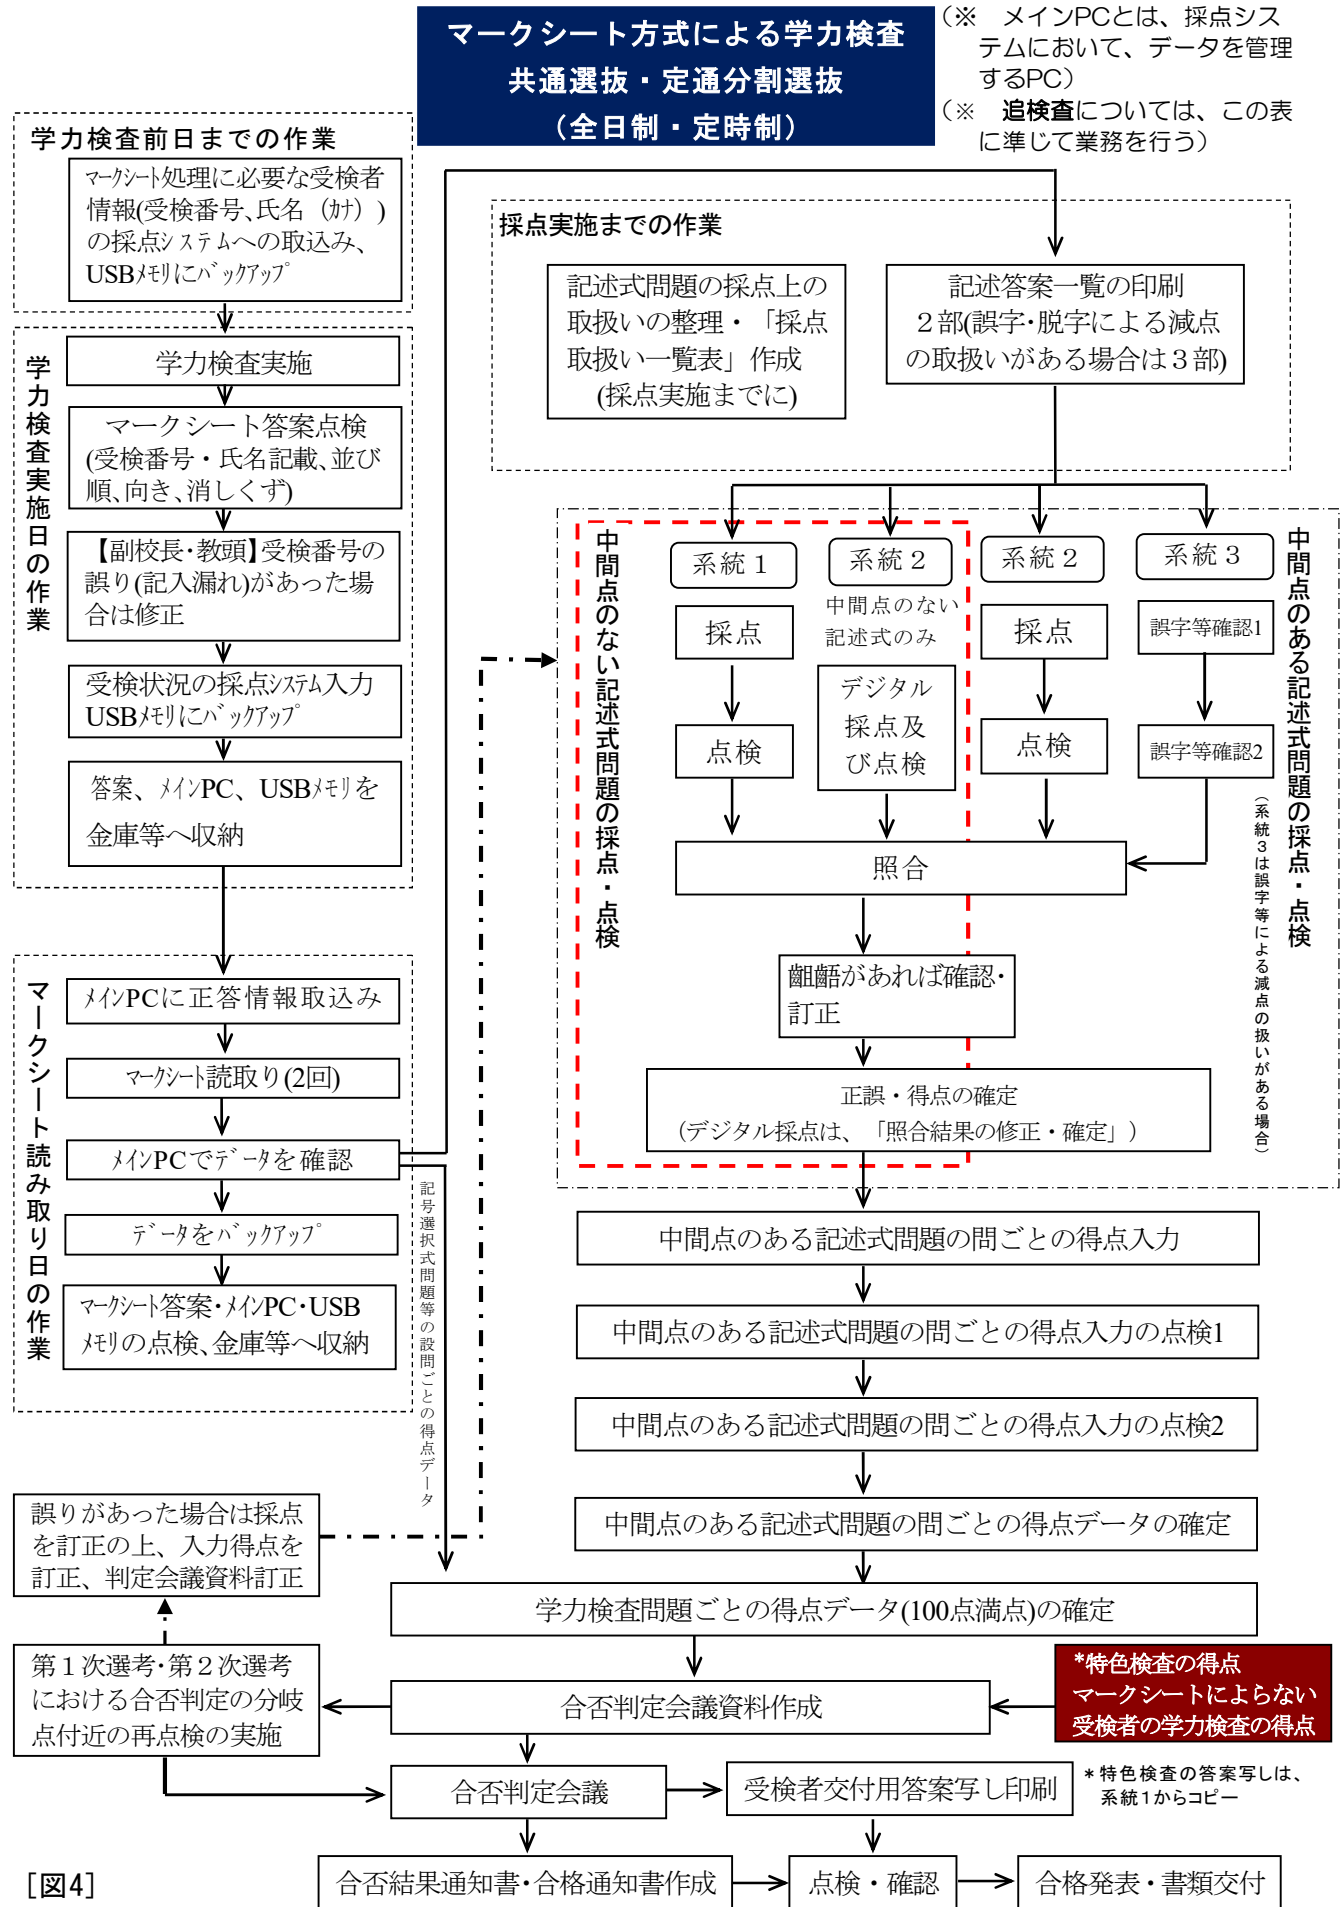 マークシート方式による学力検査
共通選抜・定通分割選抜
（全日制・定時制）
（※　メインPCとは、採点シス
テムにおいて、データを管理
するPC）
（※　追検査については、この表
に準じて業務を行う）
学力検査前日までの作業
ﾏｰｸｼｰﾄ処理に必要な受検者
情報(受検番号、氏名（ｶﾅ）)
の採点ｼｽﾃﾑへの取込み、
USBﾒﾓﾘにﾊﾞｯｸｱｯﾌﾟ
学力検査実施日の作業
学力検査実施
マークシート答案点検
(受検番号・氏名記載、並び
順、向き、消しくず)
【副校長・教頭】受検番号の
誤り(記入漏れ)があった場
合は修正
受検状況の採点ｼｽﾃﾑ入力
USBﾒﾓﾘにﾊﾞｯｸｱｯﾌﾟ
答案、ﾒｲﾝPC、USBﾒﾓﾘを
金庫等へ収納
マークシート読み取り日の作業
ﾒｲﾝPCに正答情報取込み
ﾏｰｸｼｰﾄ読取り(2回)
ﾒｲﾝPCでﾃﾞｰﾀを確認
ﾃﾞｰﾀをﾊﾞｯｸｱｯﾌﾟ
ﾏｰｸｼｰﾄ答案・ﾒｲﾝPC・USB
ﾒﾓﾘの点検、金庫等へ収納
記号選択式問題等の設問ごとの得点データ
採点実施までの作業
記述式問題の採点上の
取扱いの整理・「採点
取扱い一覧表」作成
(採点実施までに)
記述答案一覧の印刷
２部(誤字・脱字による減点
の取扱いがある場合は３部)
中間点のない記述式問題の採点・点検
系統１
採点
点検
系統２
中間点のない
記述式のみ
デジタル
採点及
び点検
系統２
採点
点検
系統３
誤字等確認1
誤字等確認2
中間点のある記述式問題の採点・点検
（系統３は誤字等による減点の扱いがある場合）
照合
齟齬があれば確認・
訂正
正誤・得点の確定
（デジタル採点は、「照合結果の修正・確定」）
中間点のある記述式問題の問ごとの得点入力
中間点のある記述式問題の問ごとの得点入力の点検1
中間点のある記述式問題の問ごとの得点入力の点検2
中間点のある記述式問題の問ごとの得点データの確定
学力検査問題ごとの得点データ(100点満点)の確定
誤りがあった場合は採点
を訂正の上、入力得点を
訂正、判定会議資料訂正
第１次選考・第２次選考
における合否判定の分岐
点付近の再点検の実施
合否判定会議資料作成
*特色検査の得点
マークシートによらない
受検者の学力検査の得点
合否判定会議
受検者交付用答案写し印刷
＊特色検査の答案写しは、
系統１からコピー
合否結果通知書・合格通知書作成
点検・確認
合格発表・書類交付
[図4]